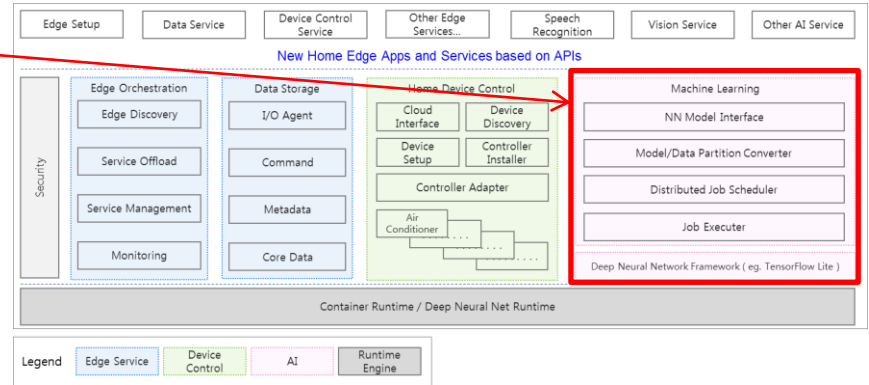 Edge Setup
Data Service
Device Control
Service
Other Edge
Services...
Speech
Recognition
Vision Service
Other AI Service
New Home Edge Apps and Services based on APIs
Security
Edge Orchestration
Edge Discovery
Service Offload
Service Management
Monitoring
Data Storage
I/O Agent
Command
Metadata
Core Data
Home Device Control
Cloud
Interface
Device
Discovery
Device
Setup
Controller
Installer
Controller Adapter
Air
Conditioner
. . . . .
. . . . .
Machine Learning
NN Model Interface
Model/Data Partition Converter
Distributed Job Scheduler
Job Executer
Deep Neural Network Framework ( eg. TensorFlow Lite )
Container Runtime / Deep Neural Net Runtime
Legend
Edge Service
Device
Control
AI
Runtime
Engine